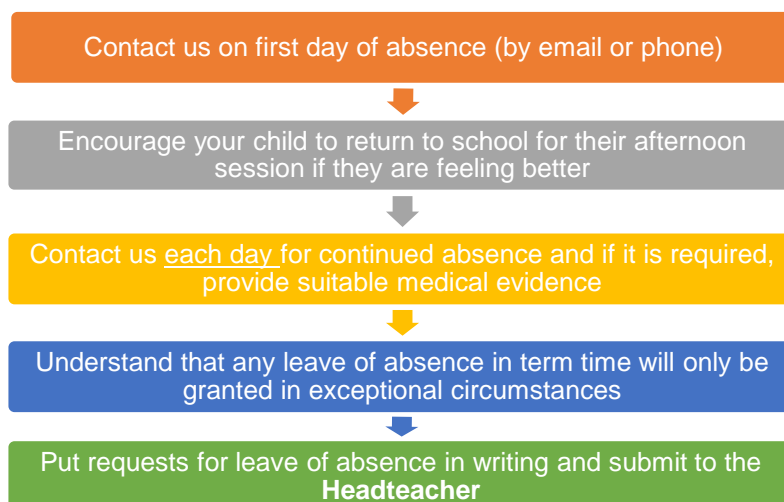 Contact us on first day of absence (by email or phone)
Encourage your child to return to school for their afternoon
session if they are feeling better
Contact us each day for continued absence and if it is required,
provide suitable medical evidence
Understand that any leave of absence in term time will only be
granted in exceptional circumstances
Put requests for leave of absence in writing and submit to the
Headteacher